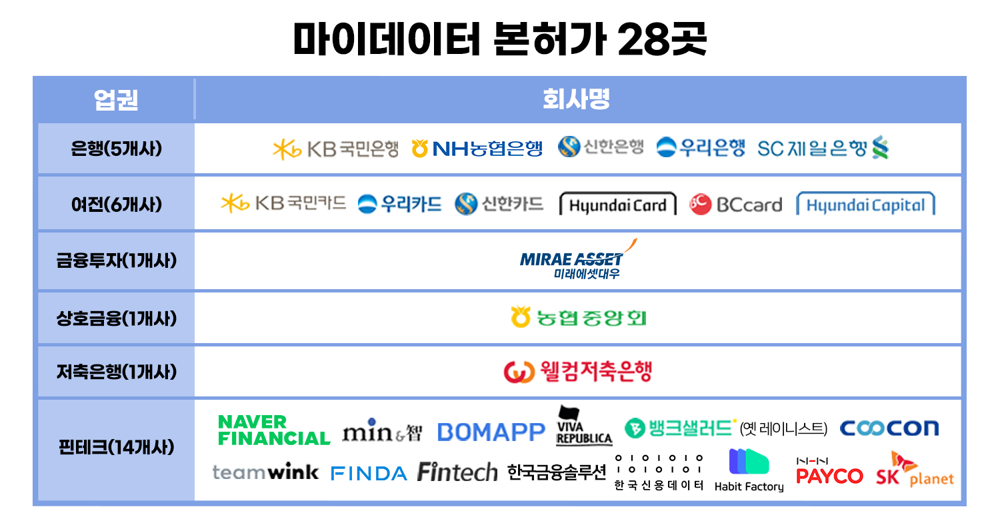 마이데이터 본허가 28곳
업권 회사명
은행(5개사) KB국민은행 NH농협은행 신한은행 우리은행 SC제일은행
여전(6개사) KB국민카드 우리카드 신한카드 Hyundai Card BC BCcard Hyundai Capital
금융투자(1개사) MIRAE ASSET
미래에셋대우
상호금융(1개사) 농협중앙회
저축은행(1개사) 웰컴저축은행
핀테크(14개사)
NAVER
FINANCIAL
min&智
BOMAPP
VIVA
REPUBLICA
뱅크샐러드 (옛 레이니스트)
coocon
teamwink
FINDA
Fintech
한국금융솔루션
0101010
1010101
한국신용데이터
Habit Factory
NHN
PAYCO
SK planet